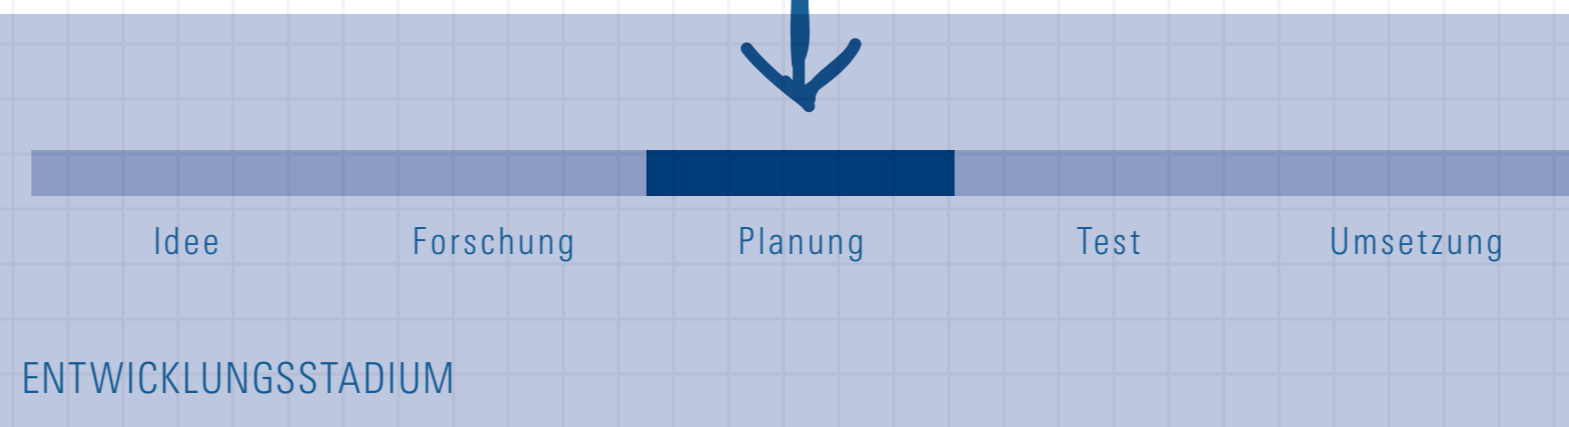 Idee Forschung Planung Test Umsetzung
ENTWICKLUNGSSTADIUM